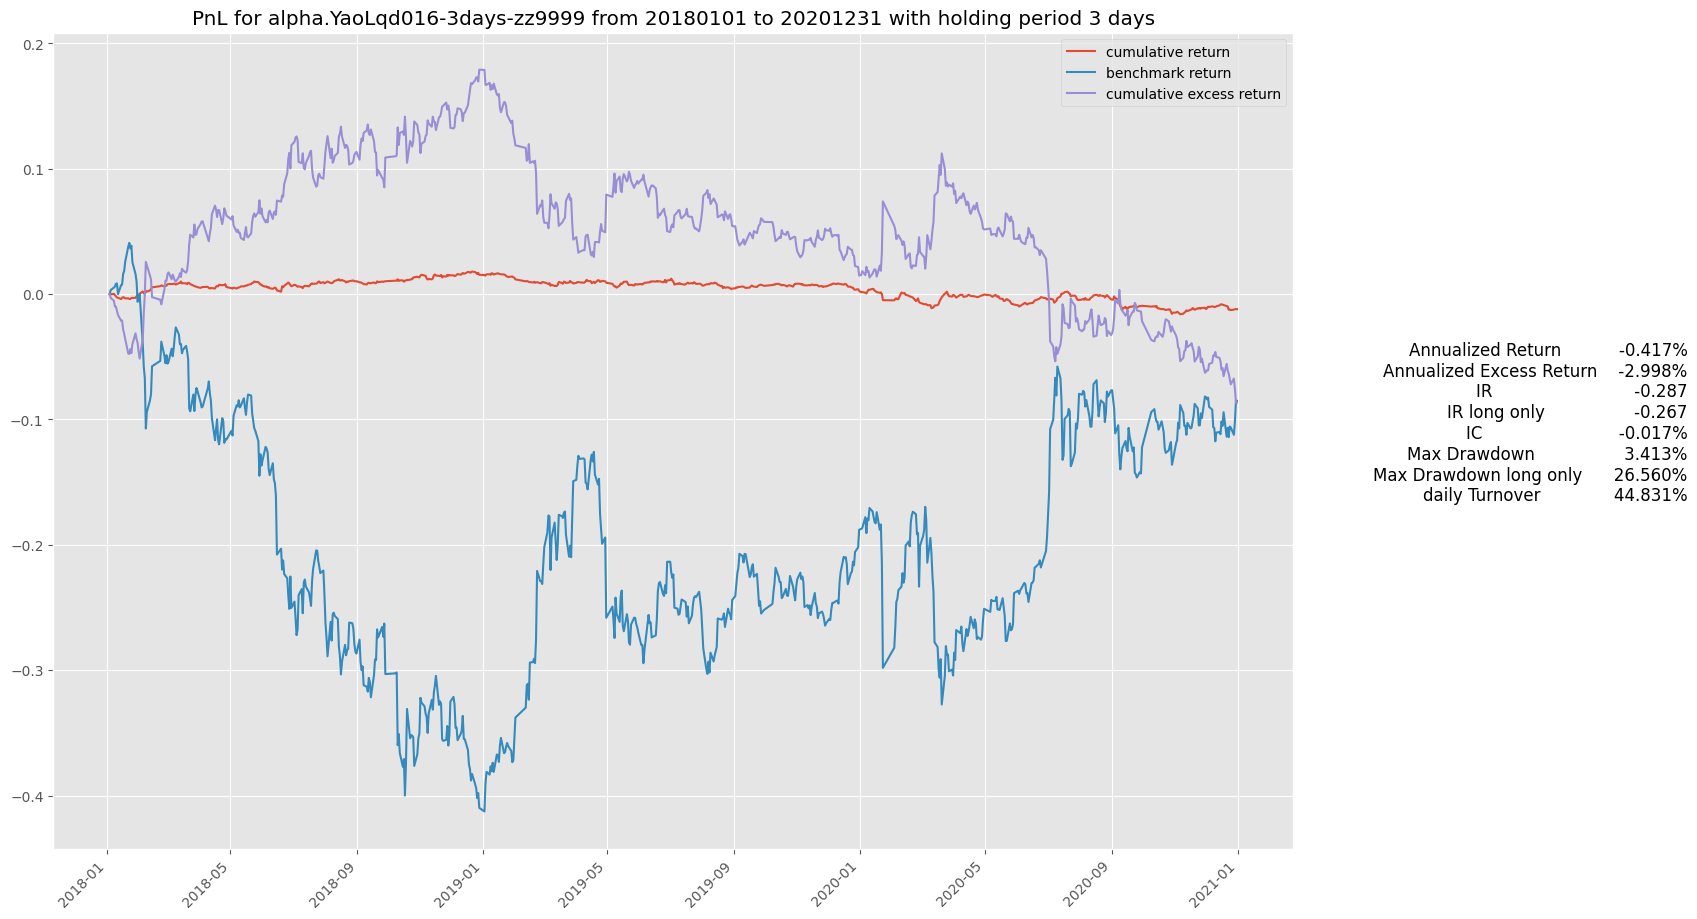 PnL for alpha.YaoLqd016-3days-zz9999 from 20180101 to 20201231 with holding period 3 days
cumulative return
benchmark return
cumulative excess return
0.2
0.1
0.0
−0.1
−0.2
−0.3
−0.4
2018-01
2018-05
2018-09
2019-01
2019-05
2019-09
2020-01
2020-05
2020-09
2021-01
Annualized Return -0.417%
Annualized Excess Return -2.998%
IR -0.287
IR long only -0.267
IC -0.017%
Max Drawdown 3.413%
Max Drawdown long only 26.560%
daily Turnover 44.831%